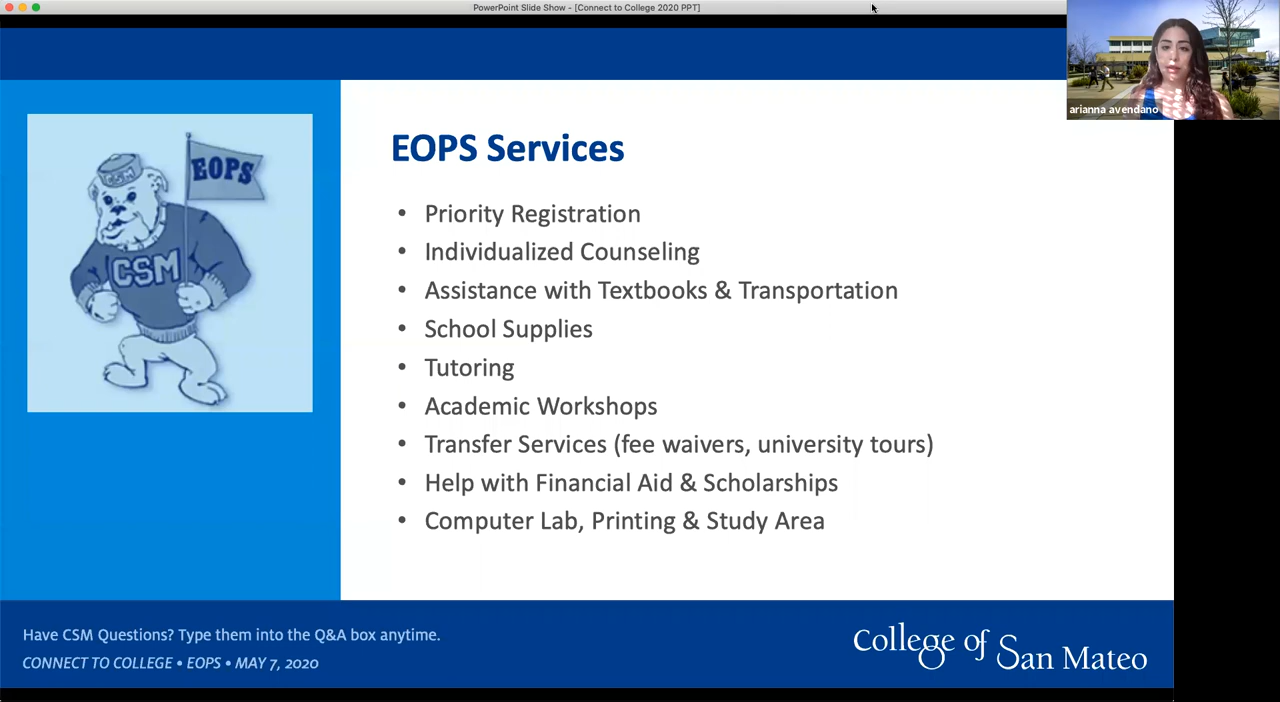 PowerPoint Slide Show - [Connect to College 2020 PPT]
arianna avendano
EOPS
CSM
CSM
EOPS Services
• Priority Registration
• Individualized Counseling
• Assistance with Textbooks & Transportation
• School Supplies
• Tutoring
• Academic Workshops
• Transfer Services (fee waivers, university tours)
• Help with Financial Aid & Scholarships
• Computer Lab, Printing & Study Area
Have CSM Questions? Type them into the Q&A box anytime.
CONNECT TO COLLEGE • EOPS • MAY 7, 2020
College of San Mateo